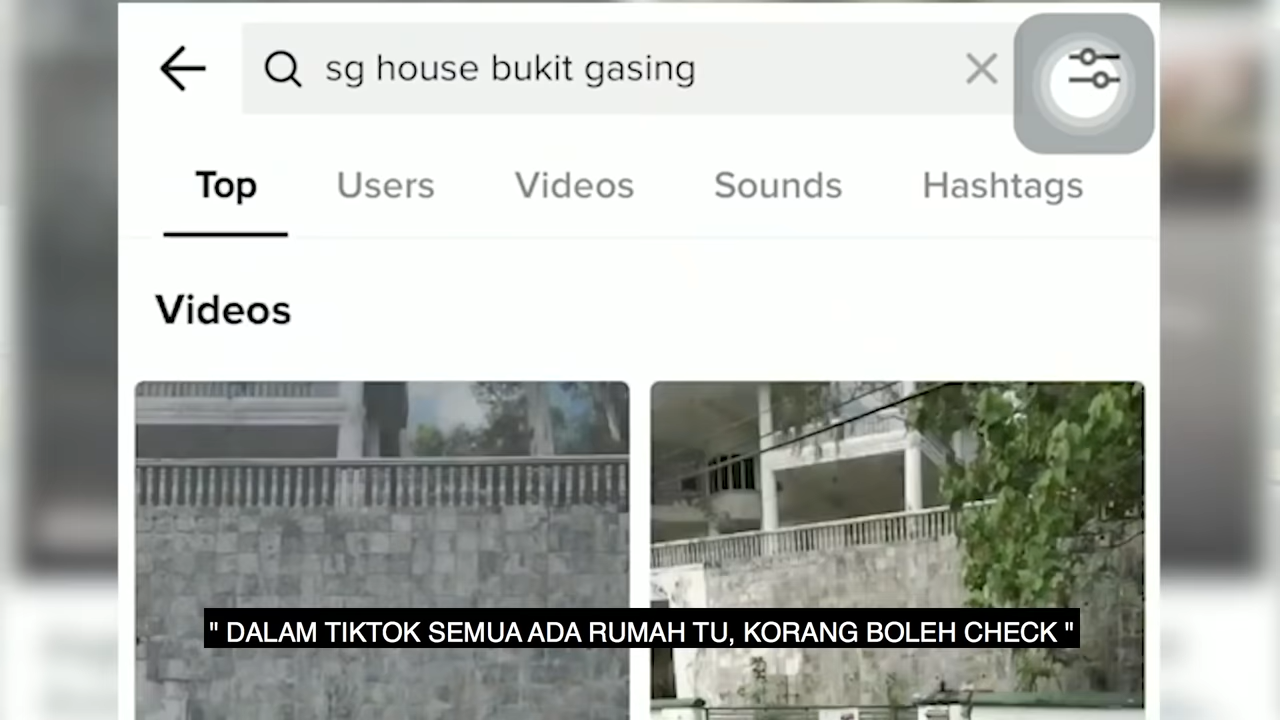 sg house bukit gasing
Top Users Videos Sounds Hashtags
Videos
" DALAM TIKTOK SEMUA ADA RUMAH TU, KORANG BOLEH CHECK "